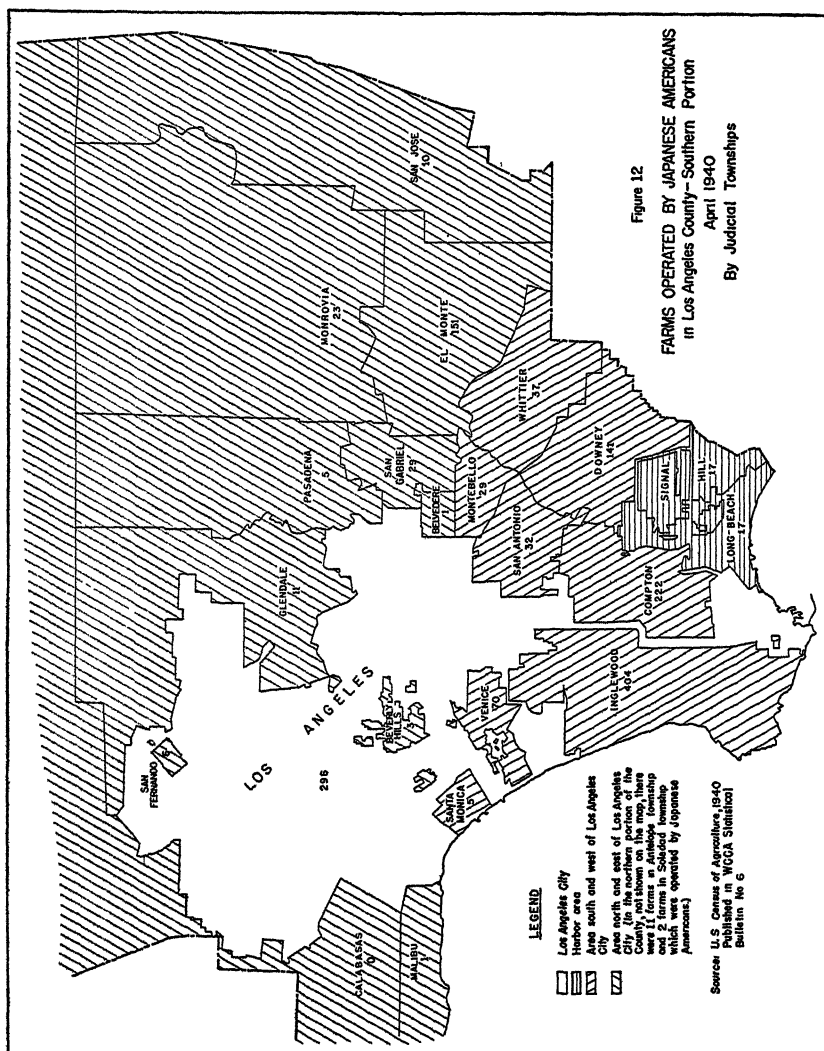 Figure 12
FARMS OPERATED BY JAPANESE AMERICANS
in Los Angeles County-Southern Portion
April 1940
By Judicial Townships
SAN JOSE
10
MONROVIA
23
EL MONTE
151
PASADENA
5
SAN
GABRIEL
29
WHITTIER
37
BELVEDERE
MONTEBELLO
29
DOWNEY
141
SAN ANTONIO
32
SIGNAL
HILL
17
LONG-BEACH
17
COMPTON
222
GLENDALE
11
LOS ANGELES
296
BEVERLY
HILLS
3
VENICE
70
INGLEWOOD
404
SAN
FERNANDO
SANTA
MONICA
5
CALABASAS
0
MALIBU
1
LEGEND
Los Angeles City
Harbor area
Area south and west of Los Angeles
City
Area north and east of Los Angeles
City (In the northern portion of the
County, not shown on the map, there
were 11 farms in Antelope township
and 2 farms in Soledad township
which were operated by Japanese
Americans.)
Source: U.S Census of Agriculture, 1940
Published in WCCA Statistical
Bulletin No 6